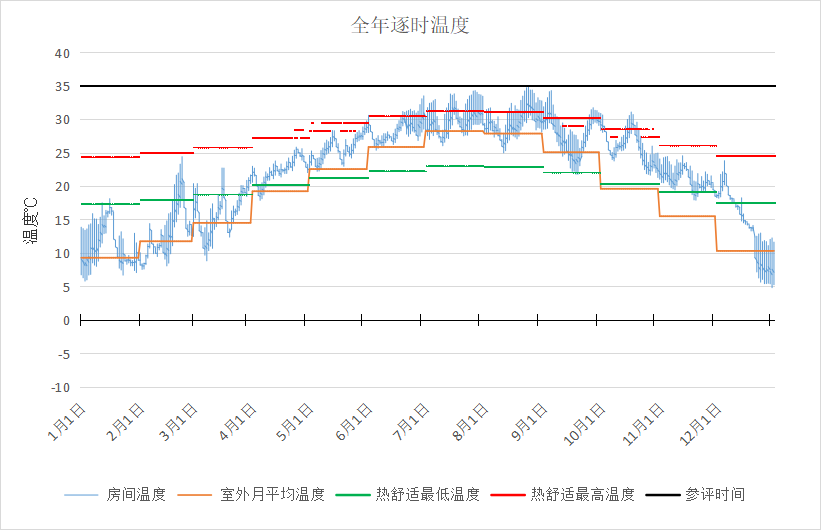 全年逐时温度
40
35
30
25
20
15
10
5
0
-5
-10
温度℃
1月1日
2月1日
3月1日
4月1日
5月1日
6月1日
7月1日
8月1日
9月1日
10月1日
11月1日
12月1日
房间温度 室外月平均温度 热舒适最低温度 热舒适最高温度 参评时间